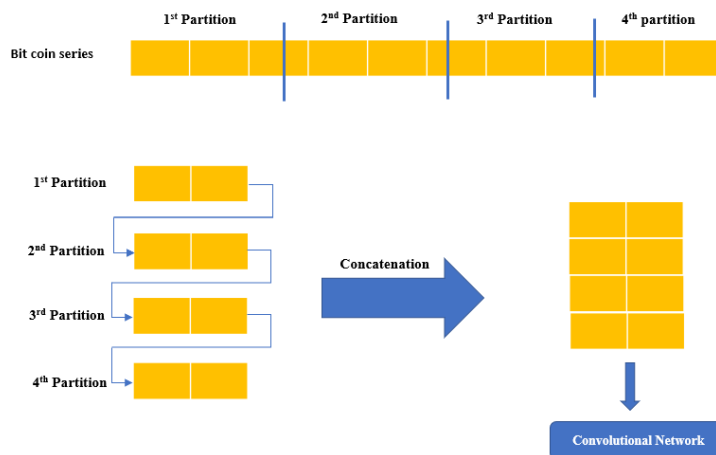 1st Partition
2nd Partition
3rd Partition
4th partition
Bit coin series
1st Partition
2nd Partition
3rd Partition
4th Partition
Concatenation
Convolutional Network